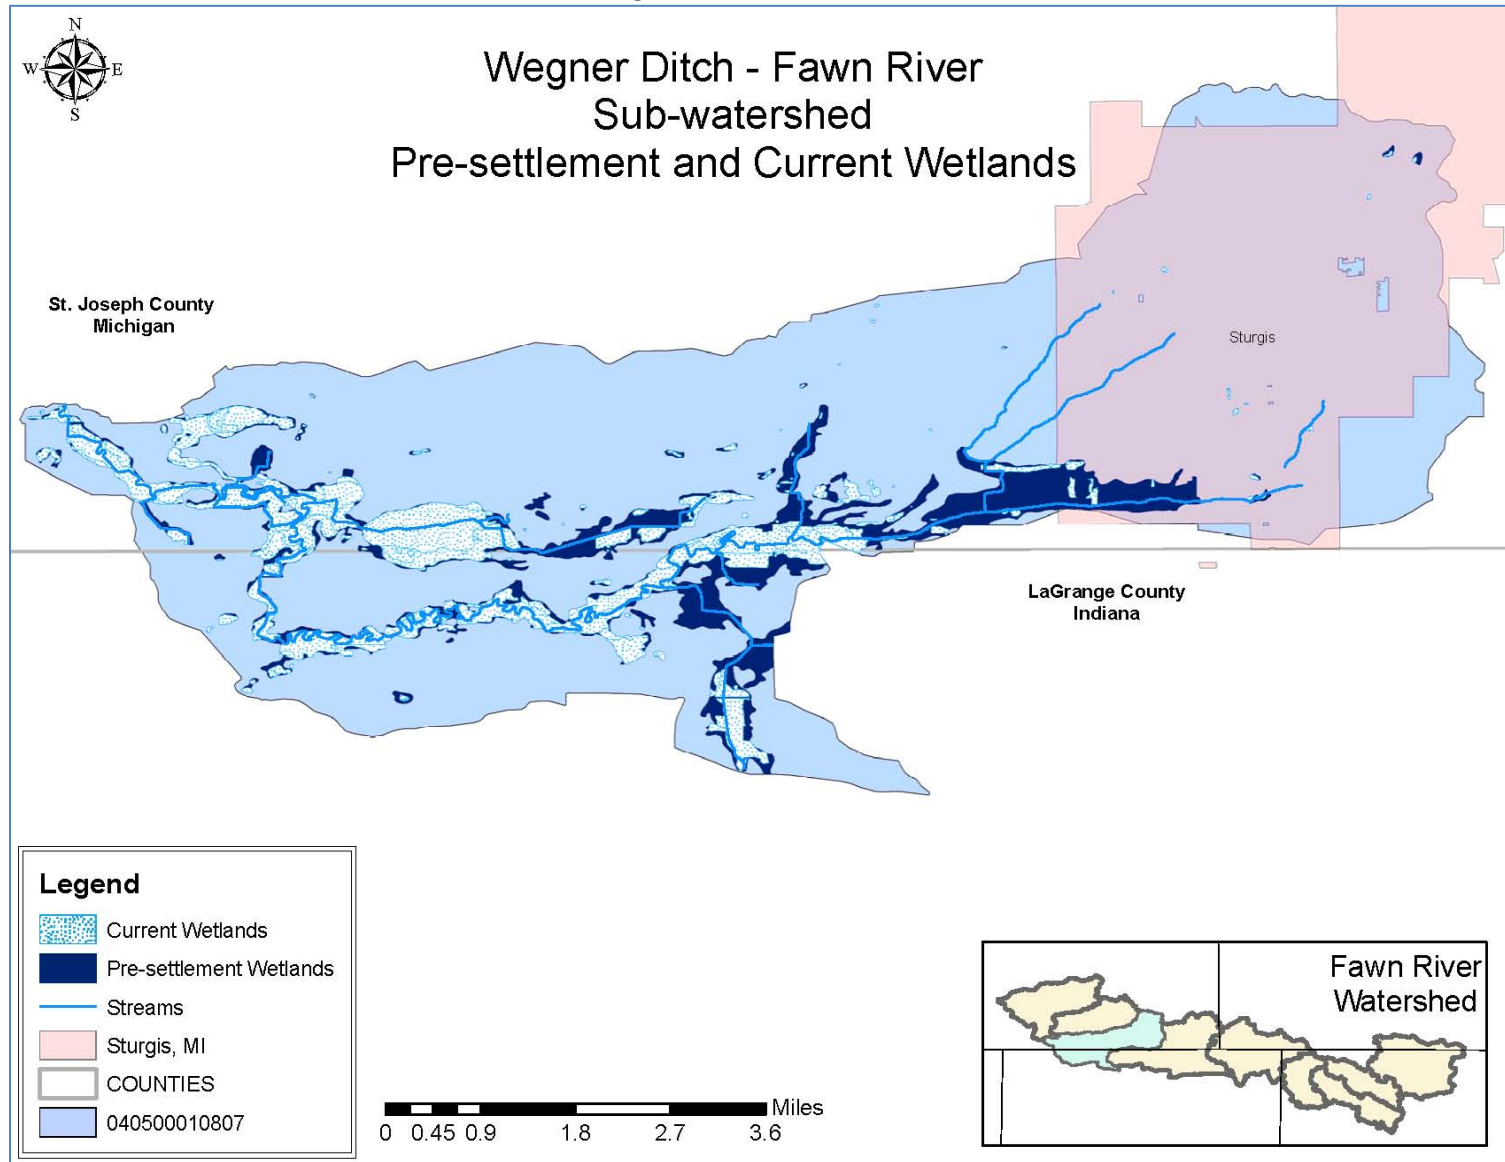 N
W E
S
Wegner Ditch - Fawn River
Sub-watershed
Pre-settlement and Current Wetlands
St. Joseph County
Michigan
Sturgis
LaGrange County
Indiana
Legend
Current Wetlands
Pre-settlement Wetlands
Streams
Sturgis, MI
COUNTIES
040500010807
Miles
0 0.45 0.9 1.8 2.7 3.6
Fawn River
Watershed